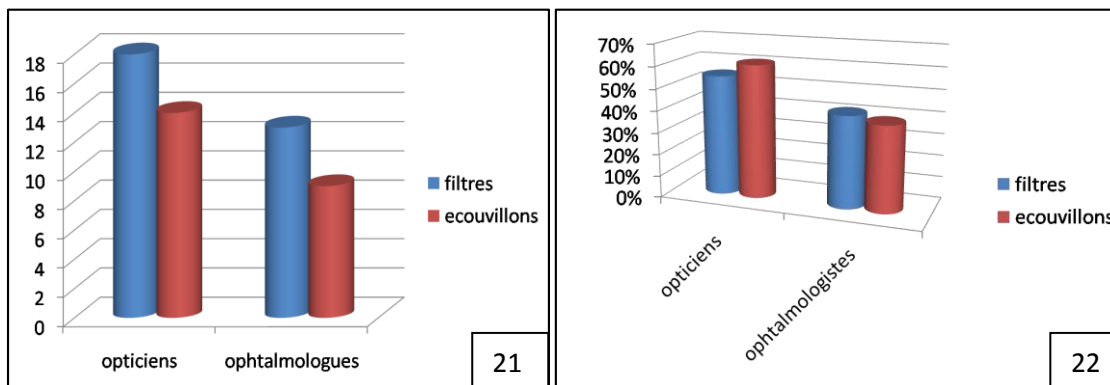 18
16
14
12
10
8
6
4
2
0
opticiens ophtalmologues
filtres
ecouvillons
21
70%
60%
50%
40%
30%
20%
10%
0%
opticiens
ophtalmologistes
filtres
ecouvillons
22